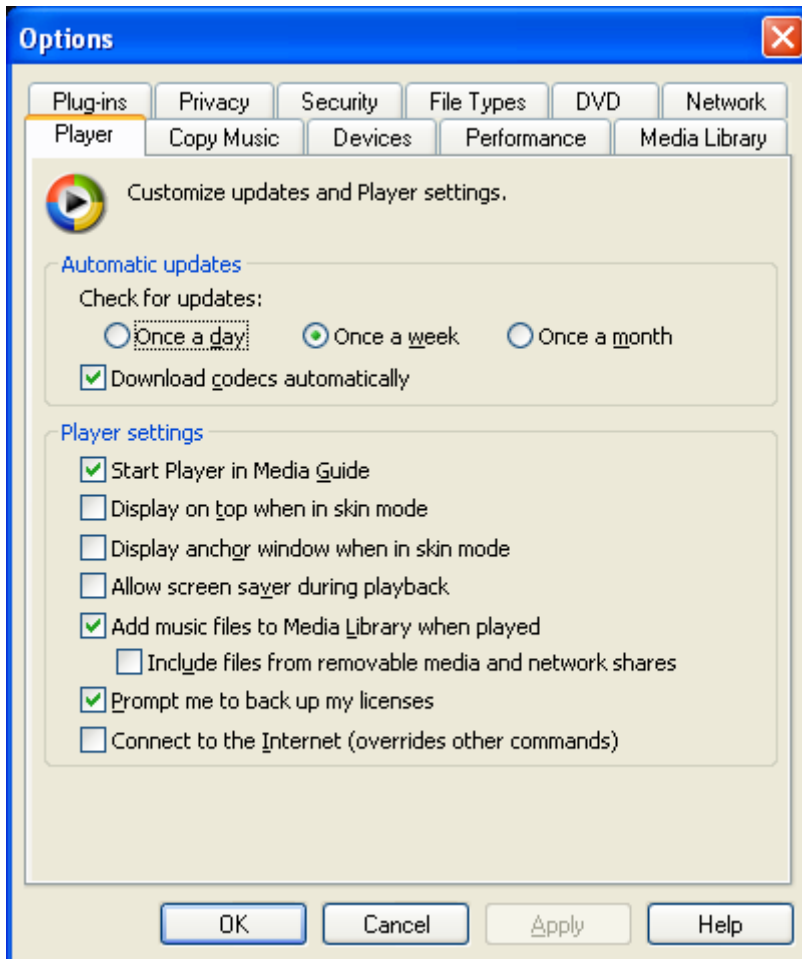 Options
Plug-ins Privacy Security File Types DVD Network
Player Copy Music Devices Performance Media Library
Customize updates and Player settings.
Automatic updates
Check for updates:
Once a day Once a week Once a month
Download codecs automatically
Player settings
Start Player in Media Guide
Display on top when in skin mode
Display anchor window when in skin mode
Allow screen saver during playback
Add music files to Media Library when played
Include files from removable media and network shares
Prompt me to back up my licenses
Connect to the Internet (overrides other commands)
OK Cancel Apply Help